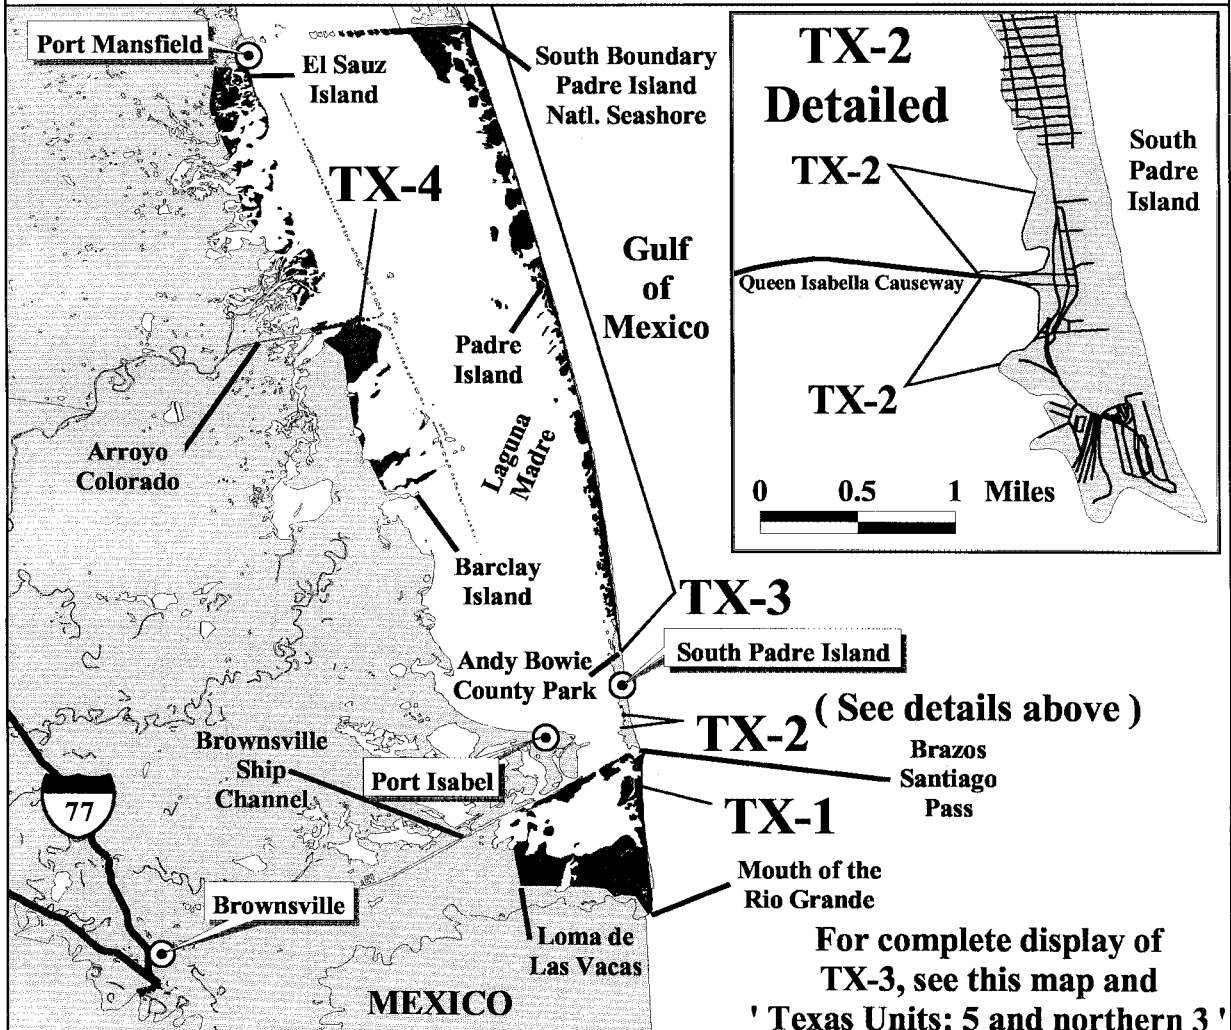 Port Mansfield
El Sauz
Island
South Boundary
Padre Island
Natl. Seashore
TX-4
Gulf
of
Mexico
Padre
Island
Laguna
Madre
Arroyo
Colorado
Barclay
Island
TX-3
Andy Bowie
County Park
South Padre Island
TX-2
( See details above )
Brownsville
Ship
Channel
Port Isabel
Brazos
Santiago
Pass
77
TX-1
Mouth of the
Rio Grande
Brownsville
Loma de
Las Vacas
MEXICO
For complete display of
TX-3, see this map and
' Texas Units: 5 and northern 3 '
TX-2
Detailed
TX-2
South
Padre
Island
Queen Isabella Causeway
TX-2
0 0.5 1 Miles